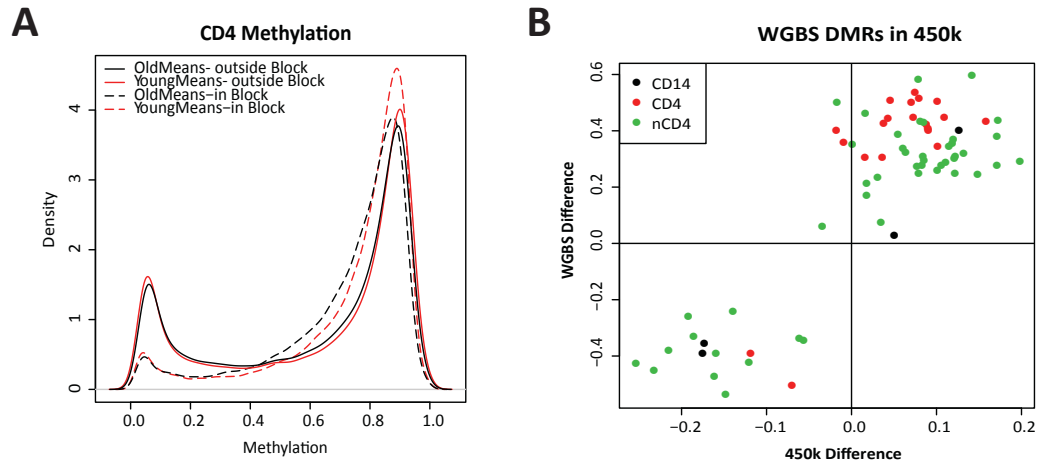 A
CD4 Methylation
OldMeans- outside Block
YoungMeans- outside Block
OldMeans–in Block
YoungMeans–in Block
Density
4
3
2
1
0
0.0 0.2 0.4 0.6 0.8 1.0
Methylation
B
WGBS DMRs in 450k
CD14
CD4
nCD4
WGBS Difference
0.6
0.4
0.2
0.0
−0.2
−0.4
−0.2 −0.1 0.0 0.1 0.2
450k Difference